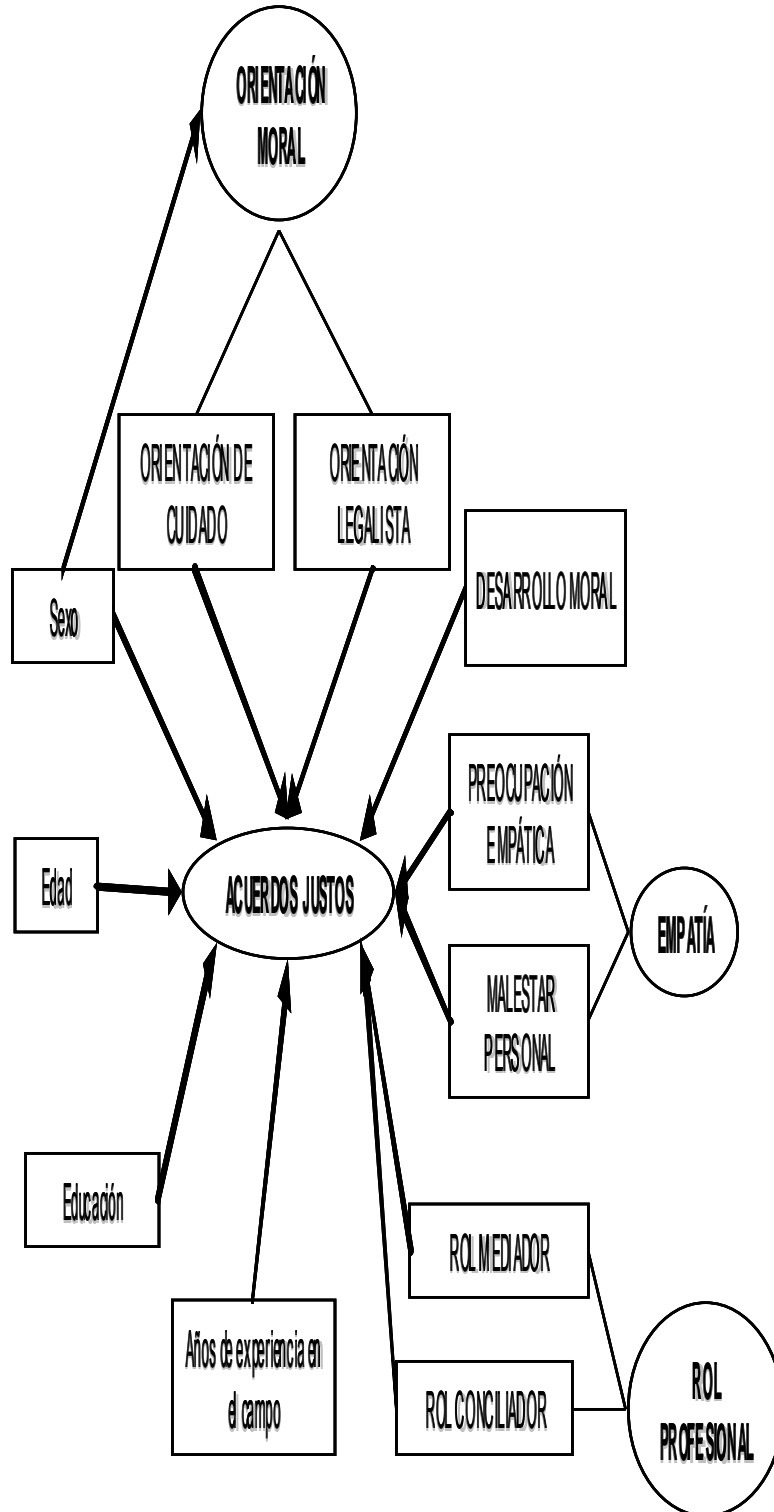 ORIENTACIÓN
MORAL
ORIENTACIÓN DE
CUIDADO
ORIENTACIÓN
LEGALISTA
DESARROLLO MORAL
Sexo
PREOCUPACIÓN
EMPÁTICA
Edad
ACUERDOS JUSTOS
EMPATÍA
MALESTAR
PERSONAL
Educación
ROL MEDIADOR
Años de experiencia en
el campo
ROL CONCILIADOR
ROL
PROFESIONAL